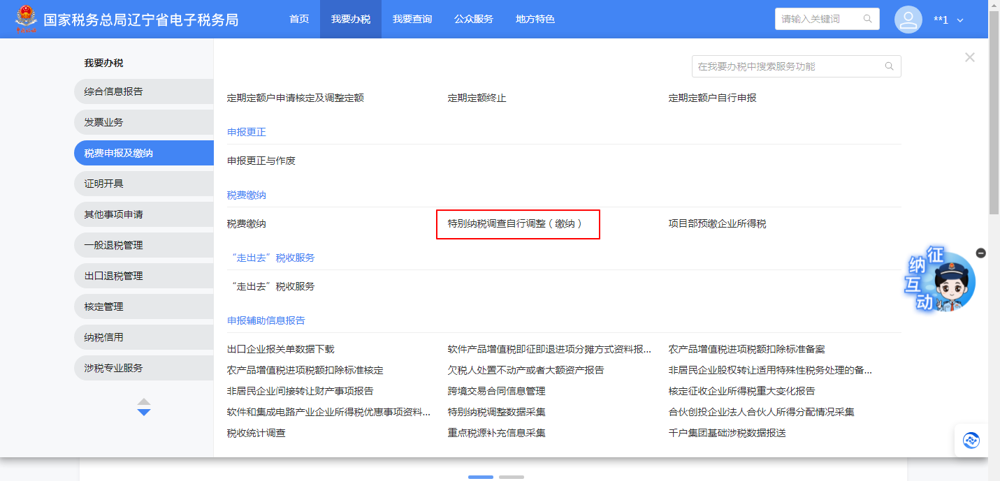 国家税务总局辽宁省电子税务局
首页 我要办税 我要查询 公众服务 地方特色
请输入关键词
**1
我要办税
综合信息报告
发票业务
税费申报及缴纳
证明开具
其他事项申请
一般退税管理
出口退税管理
核定管理
纳税信用
涉税专业服务
在我要办税中搜索服务功能
定期定额户申请核定及调整定额 定期定额终止 定期定额户自行申报
申报更正
申报更正与作废
税费缴纳
税费缴纳 特别纳税调查自行调整（缴纳） 项目部预缴企业所得税
“走出去”税收服务
“走出去”税收服务
申报辅助信息报告
出口企业报关单数据下载 软件产品增值税即征即退进项分摊方式资料报... 农产品增值税进项税额扣除标准备案
农产品增值税进项税额扣除标准核定 欠税人处置不动产或者大额资产报告 非居民企业股权转让适用特殊性税务处理的备...
非居民企业间接转让财产事项报告 跨境交易合同信息管理 核定征收企业所得税重大变化报告
软件和集成电路产业企业所得税优惠事项资料... 特别纳税调整数据采集 合伙创投企业法人合伙人所得分配情况采集
税收统计调查 重点税源补充信息采集 千户集团基础涉税数据报送
征纳互动